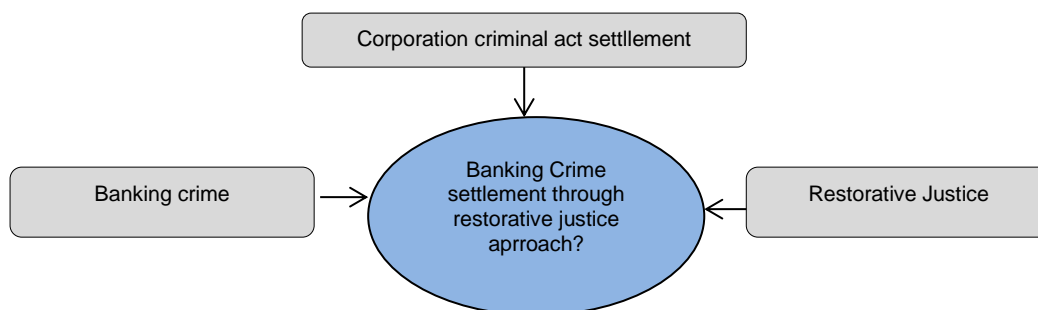 Corporation criminal act settllement
Banking crime
Banking Crime
settlement through
restorative justice
aprroach?
Restorative Justice